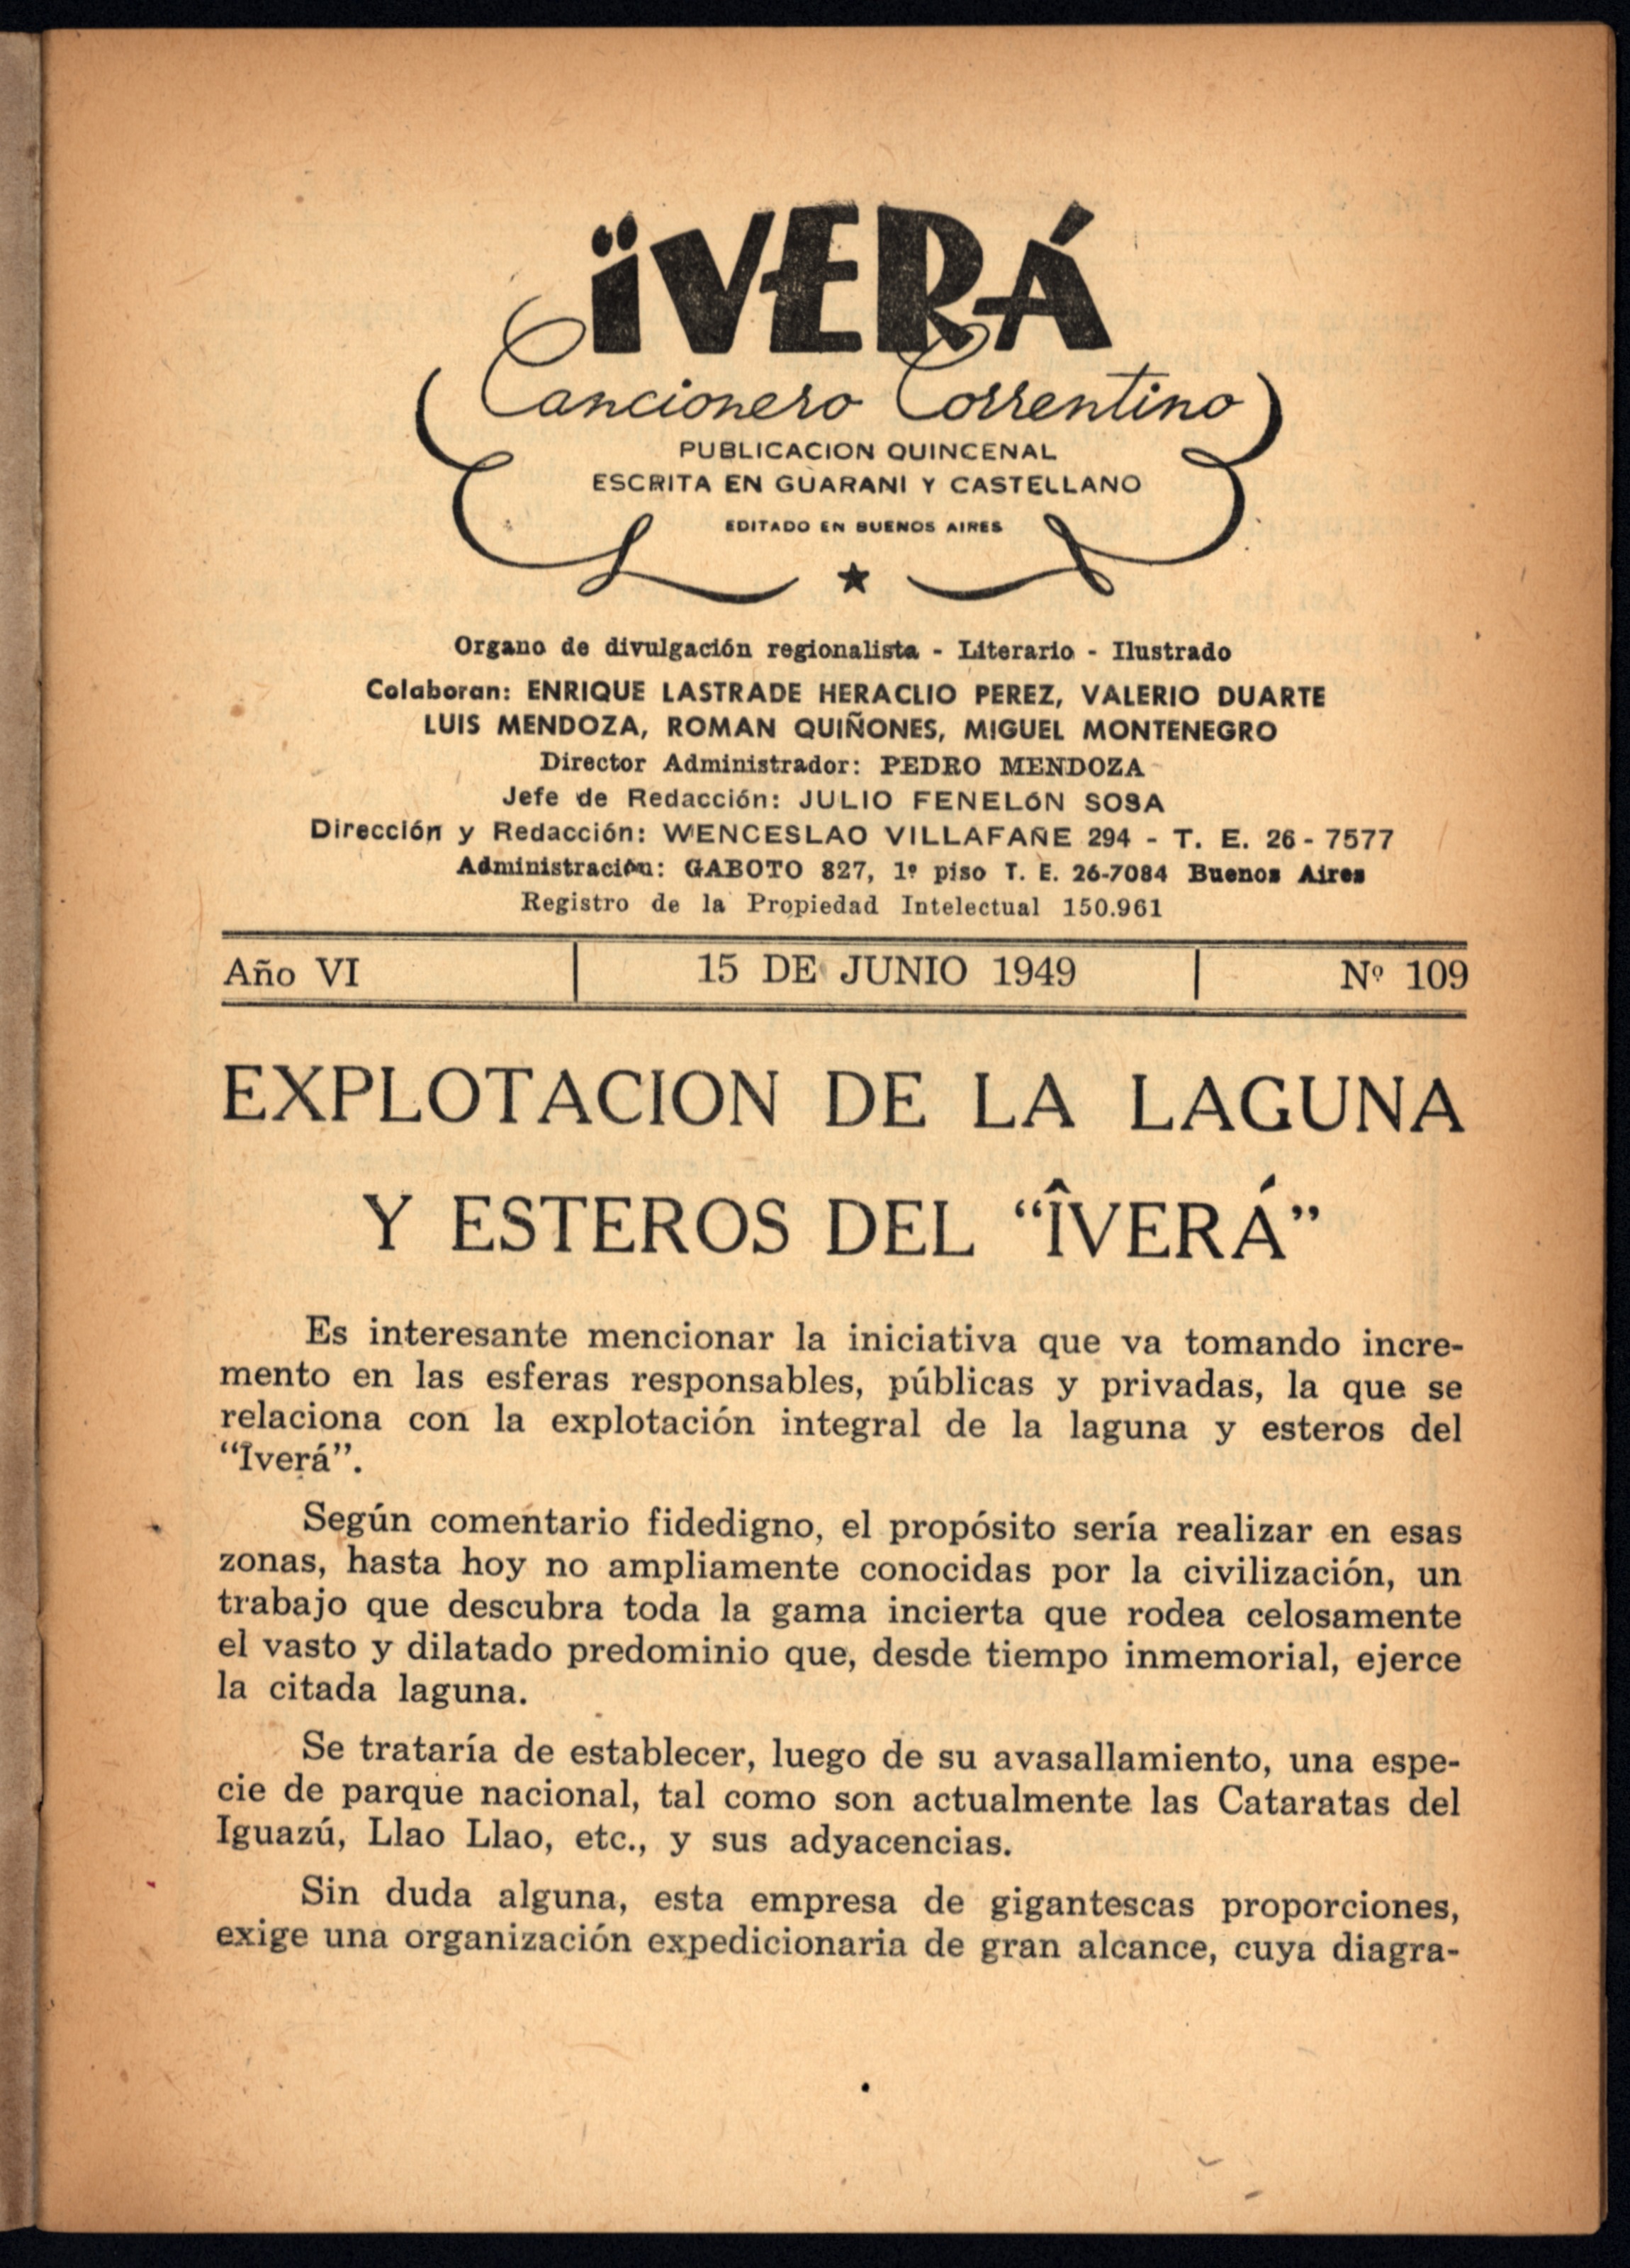 ÏVERÁ
Cancionero Correntino
PUBLICACION QUINCENAL
ESCRITA EN GUARANI Y CASTELLANO
EDITADO EN BUENOS AIRES
Organo de divulgación regionalista - Literario - Ilustrado
Colaboran: ENRIQUE LASTRADE HERACLIO PEREZ, VALERIO DUARTE
LUIS MENDOZA, ROMAN QUIÑONES, MIGUEL MONTENEGRO
Director Administrador: PEDRO MENDOZA
Jefe de Redacción: JULIO FENELÓN SOSA
Dirección y Redacción: WENCESLAO VILLAFAÑE 294 - T. E. 26 - 7577
Administración: GABOTO 827, 1º piso T. E. 26-7084 Buenos Aires
Registro de la Propiedad Intelectual 150.961
Año VI 15 DE JUNIO 1949 Nº 109
EXPLOTACION DE LA LAGUNA
Y ESTEROS DEL “ÎVERÁ”
Es interesante mencionar la iniciativa que va tomando incre-
mento en las esferas responsables, públicas y privadas, la que se
relaciona con la explotación integral de la laguna y esteros del
“Îverá”.
Según comentario fidedigno, el propósito sería realizar en esas
zonas, hasta hoy no ampliamente conocidas por la civilización, un
trabajo que descubra toda la gama incierta que rodea celosamente
el vasto y dilatado predominio que, desde tiempo inmemorial, ejerce
la citada laguna.
Se trataría de establecer, luego de su avasallamiento, una espe-
cie de parque nacional, tal como son actualmente las Cataratas del
Iguazú, Llao Llao, etc., y sus adyacencias.
Sin duda alguna, esta empresa de gigantescas proporciones,
exige una organización expedicionaria de gran alcance, cuya diagra-